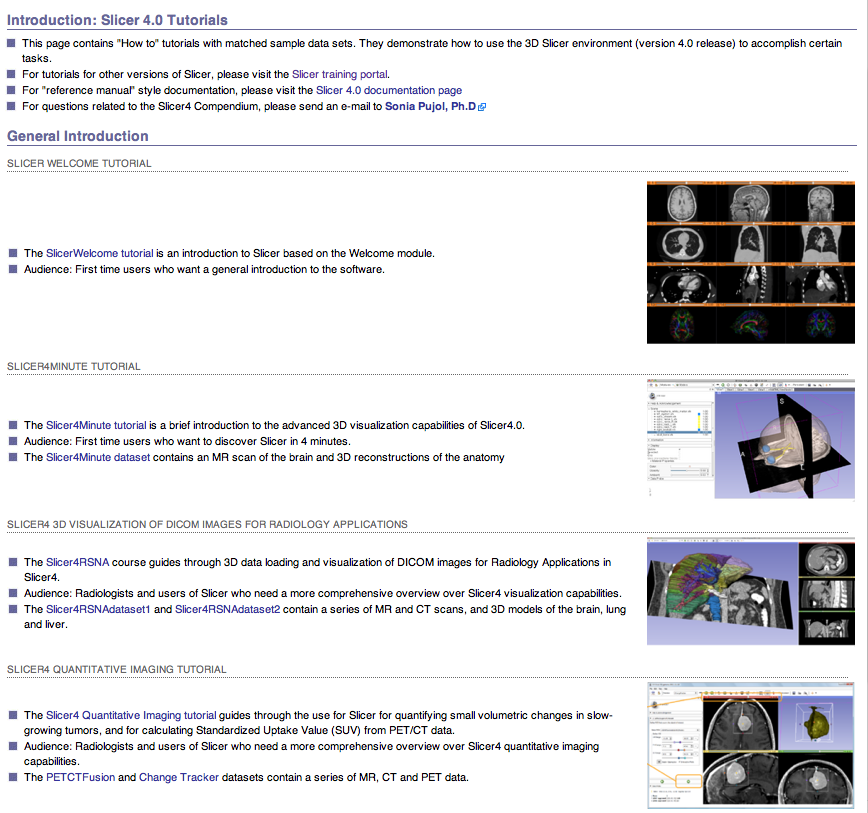 Introduction: Slicer 4.0 Tutorials
This page contains "How to" tutorials with matched sample data sets. They demonstrate how to use the 3D Slicer environment (version 4.0 release) to accomplish certain
tasks.
For tutorials for other versions of Slicer, please visit the Slicer training portal.
For "reference manual" style documentation, please visit the Slicer 4.0 documentation page
For questions related to the Slicer4 Compendium, please send an e-mail to Sonia Pujol, Ph.D
General Introduction
SLICER WELCOME TUTORIAL
The SlicerWelcome tutorial is an introduction to Slicer based on the Welcome module.
Audience: First time users who want a general introduction to the software.
SLICER4MINUTE TUTORIAL
The Slicer4Minute tutorial is a brief introduction to the advanced 3D visualization capabilities of Slicer4.0.
Audience: First time users who want to discover Slicer in 4 minutes.
The Slicer4Minute dataset contains an MR scan of the brain and 3D reconstructions of the anatomy
S
A
L
SLICER4 3D VISUALIZATION OF DICOM IMAGES FOR RADIOLOGY APPLICATIONS
The Slicer4RSNA course guides through 3D data loading and visualization of DICOM images for Radiology Applications in
Slicer4.
Audience: Radiologists and users of Slicer who need a more comprehensive overview over Slicer4 visualization capabilities.
The Slicer4RSNAdataset1 and Slicer4RSNAdataset2 contain a series of MR and CT scans, and 3D models of the brain, lung
and liver.
SLICER4 QUANTITATIVE IMAGING TUTORIAL
The Slicer4 Quantitative Imaging tutorial guides through the use for Slicer for quantifying small volumetric changes in slow-
growing tumors, and for calculating Standardized Uptake Value (SUV) from PET/CT data.
Audience: Radiologists and users of Slicer who need a more comprehensive overview over Slicer4 quantitative imaging
capabilities.
The PETCTFusion and Change Tracker datasets contain a series of MR, CT and PET data.